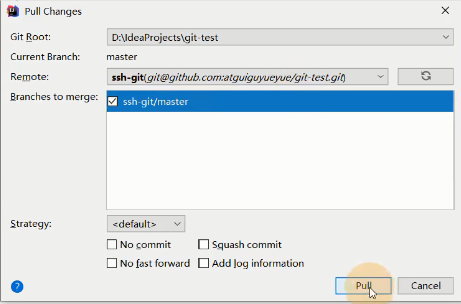 Pull Changes
Git Root: D:\IdeaProjects\git-test
Current Branch: master
Remote: ssh-git(git@github.com:atguiguyueyue/git-test.git)
Branches to merge: ssh-git/master
Strategy: <default>
No commit Squash commit
No fast forward Add log information
? Pull Cancel